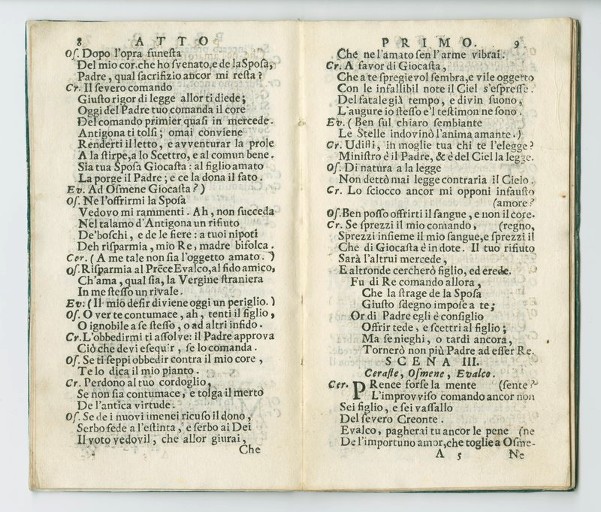 8 ATTO
Os. Dopo l'opra funesta
Del mio cor. che ho svenato, e de la Sposa,
Padre, qual sacrifizio ancor mi resta?
Cr. Il severo comando
Giusto rigor di legge allor ti diede;
Oggi del Padre tuo comanda il core
Del comando primier quasi in mercede.
Antigona ti tolsi; omai conviene
Renderti il letto, e avventurar la prole
A la stirpe, a lo Scettro, e al comun bene.
Sia tua Sposa Giocasta: al figlio amato
La porge il Padre; e ce la dona il fato.
Ev. Ad Osmene Giocasta?)
Os. Ne l'offrirmi la Sposa
Vedovo mi rammenti. Ah, non succeda
Nel talamo d'Antigona un rifiuto
De' boschi, e de le fiere: a tuoi nipoti
Deh risparmia, mio Re, madre bifolca.
Cer. (A me tale non sia l'oggetto amato.)
Os. Risparmia al Prēce Evalco, al fido amico,
Ch'ama, qual sia, la Vergine straniera
In me stesso un rivale.
Ev: (Il mio desir diviene oggi un periglio.)
Os. O ver te contumace, ah, tenti il figlio,
O ignobile a se stesso, o ad altri infido.
Cr. L'obbedirmi ti assolve: il Padre approva
Ciò che devi esequir, se lo comanda.
Os. Se ti seppi obbedir contra il mio core,
Te lo dica il mio pianto.
Cr. Perdono al tuo cordoglio,
Se non sia contumace, e tolga il merto
De l'antica virtude.
Os. Se de i nuovi imenei ricuso il dono,
Serbo fede a l'estinta, e serbo ai Dei
Il voto vedovil, che allor giurai,
Che
PRIMO. 9
Che ne l'amato sen l'arme vibrai.
Cr. A favor di Giocasta,
Che a te spregievol sembra, e vile oggetto
Con le infallibil note il Ciel s'espresse.
Del fatale già tempo, e divin suono,
L'augure io stesso e'l testimon ne sono.
Ev. (Ben sul chiaro sembiante
Le Stelle indovinò l'anima amante.)
Cr. Udisti, in moglie tua chi te l'elegge?
Ministro è il Padre, & è del Ciel la legge.
Os. Di natura a la legge
Non dettò mai legge contraria il Cielo.
Cr. Lo sciocco ancor mi opponi infausto
(amore?
Os. Ben posso offrirti il sangue, e non il core.
Cr. Se sprezzi il mio comando, (regno,
Sprezzi insieme il mio sangue, e sprezzi il
Che di Giocasta è in dote. Il tuo rifiuto
Sarà l'altrui mercede,
E altronde cercherò figlio, ed erede.
Fu di Re comando allora,
Che la strage de la Sposa
Giusto sdegno impose a te;
Or di Padre egli è consiglio
Offrir tede, e scettri al figlio;
Ma se nieghi, o tardi ancora,
Tornerò non più Padre ad esser Re.
SCENA III.
Ceraste, Osmene, Evalco.
Cer. PRence forse la mente (sente?
L'improvviso comando ancor non
Sei figlio, e sei vassallo
Del severo Creonte.
Evalco, pagherai tu ancor le pene (ne
De l'importuno amor, che toglie a Osme-
A 5 Ne